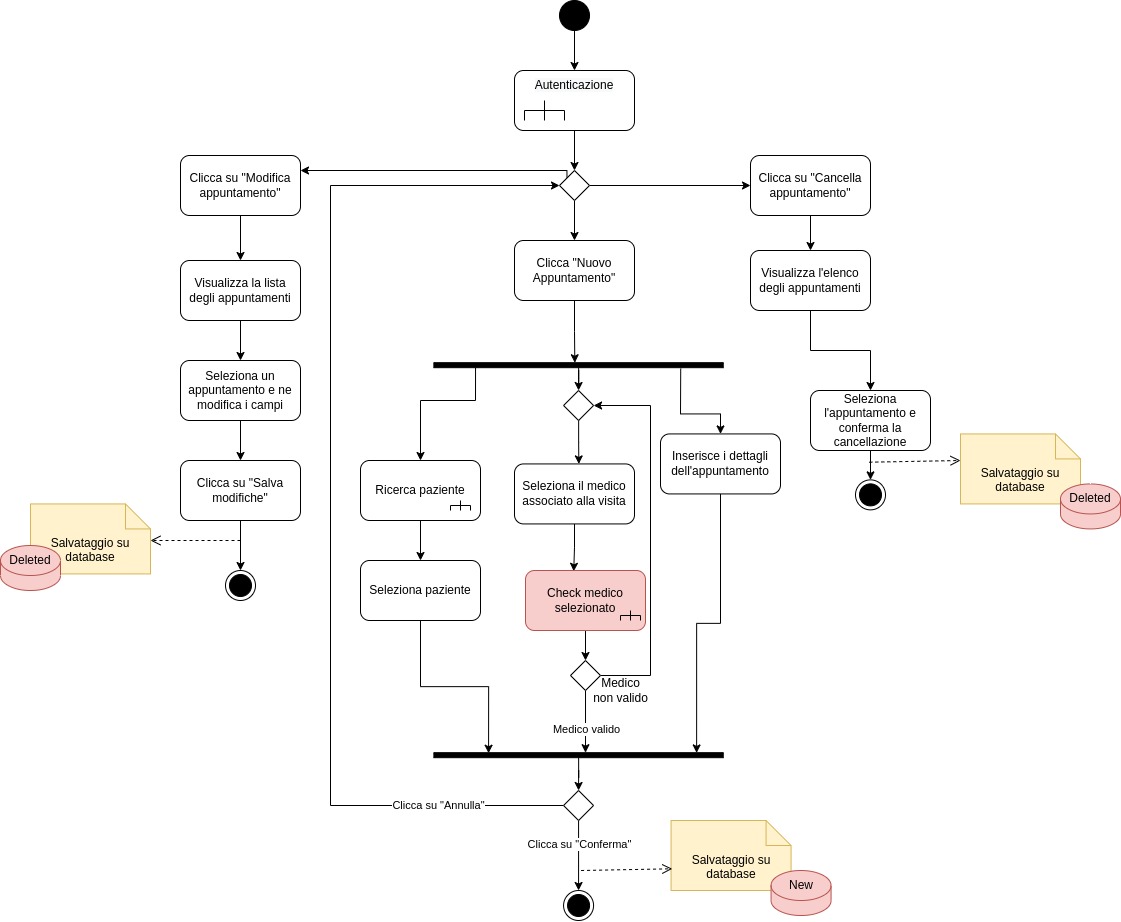 Autenticazione
Clicca su "Modifica
appuntamento"
Clicca su "Cancella
appuntamento"
Clicca "Nuovo
Appuntamento"
Visualizza la lista
degli appuntamenti
Visualizza l'elenco
degli appuntamenti
Seleziona un
appuntamento e ne
modifica i campi
Seleziona
l'appuntamento e
conferma la
cancellazione
Inserisce i dettagli
dell'appuntamento
Salvataggio su
database
Deleted
Clicca su "Salva
modifiche"
Ricerca paziente
Seleziona il medico
associato alla visita
Salvataggio su
database
Deleted
Seleziona paziente
Check medico
selezionato
Medico
non valido
Medico valido
Clicca su "Annulla"
Clicca su "Conferma"
Salvataggio su
database
New